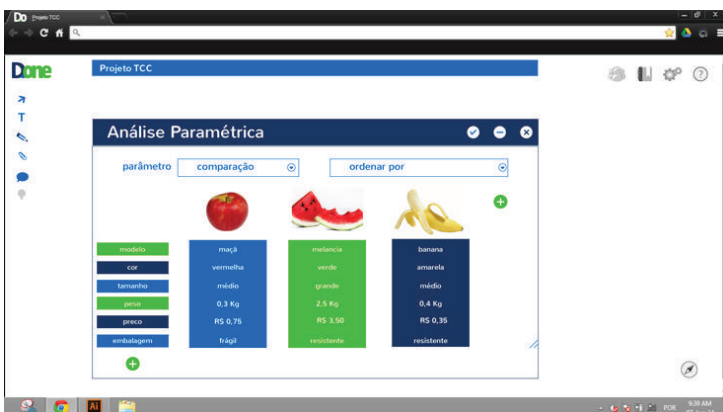 Do Projeto TCC
Done
Projeto TCC
T
Análise Paramétrica
parâmetro comparação ordenar por
modelo maçã melancia banana
cor vermelha verde amarela
tamanho médio grande médio
peso 0,3 Kg 2,5 Kg 0,4 Kg
preco R$ 0,75 R$ 3,50 R$ 0,35
embalagem frágil resistente resistente
Ai POR 9:39 AM